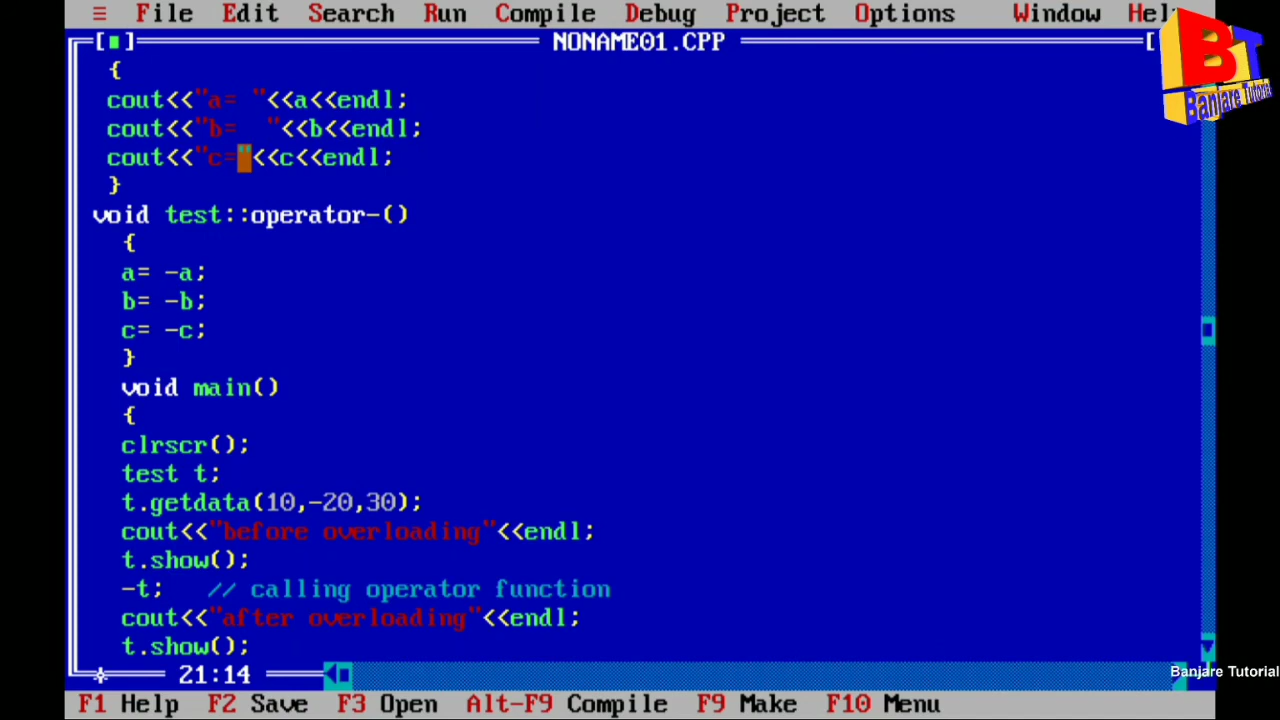 ≡ File Edit Search Run Compile Debug Project Options Window Help
[■] NONAME01.CPP [
{
cout<<"a= "<<a<<endl;
cout<<"b=  "<<b<<endl;
cout<<"c="<<c<<endl;
}
void test::operator-()
{
a= -a;
b= -b;
c= -c;
}
void main()
{
clrscr();
test t;
t.getdata(10,-20,30);
cout<<"before overloading"<<endl;
t.show();
-t;   // calling operator function
cout<<"after overloading"<<endl;
t.show();
21:14
F1 Help F2 Save F3 Open Alt-F9 Compile F9 Make F10 Menu
BT
Banjare Tutorial
Banjare Tutorial